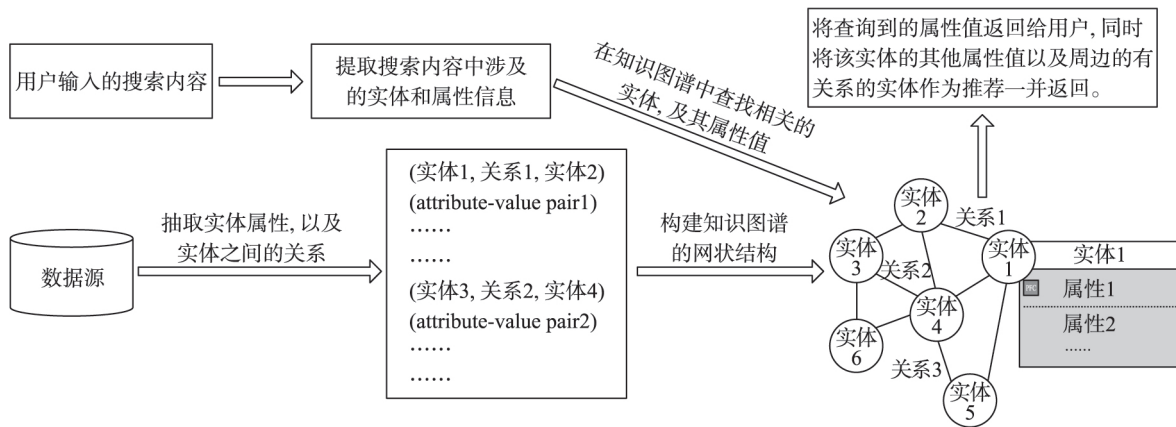 用户输入的搜索内容
提取搜索内容中涉及
的实体和属性信息
在知识图谱中查找相关的
实体, 及其属性值
将查询到的属性值返回给用户, 同时
将该实体的其他属性值以及周边的有
关系的实体作为推荐一并返回。
数据源
抽取实体属性, 以及
实体之间的关系
(实体1, 关系1, 实体2)
(attribute-value pair1)
……
……
(实体3, 关系2, 实体4)
(attribute-value pair2)
……
……
构建知识图谱
的网状结构
实体
2
关系1
实体
3
关系2
实体
1
实体
4
实体
6
关系3
实体
5
实体1
属性1
属性2
……